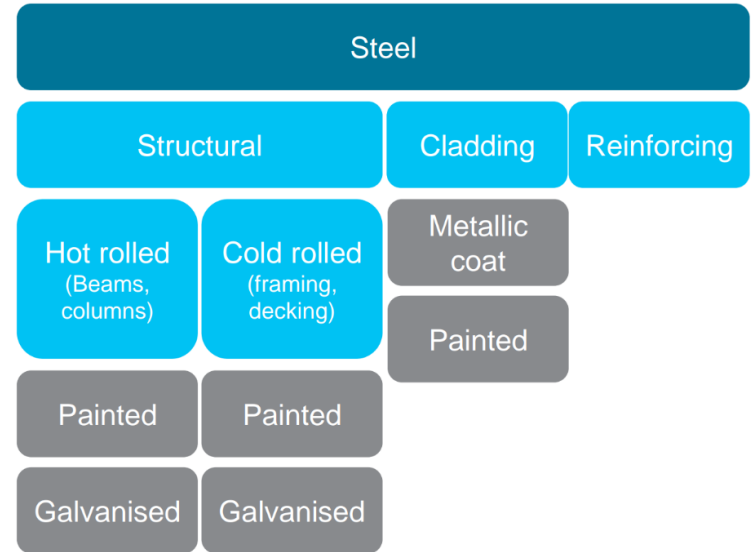 Steel
Structural
Cladding
Reinforcing
Hot rolled
(Beams,
columns)
Cold rolled
(framing,
decking)
Metallic
coat
Painted
Painted
Painted
Galvanised
Galvanised